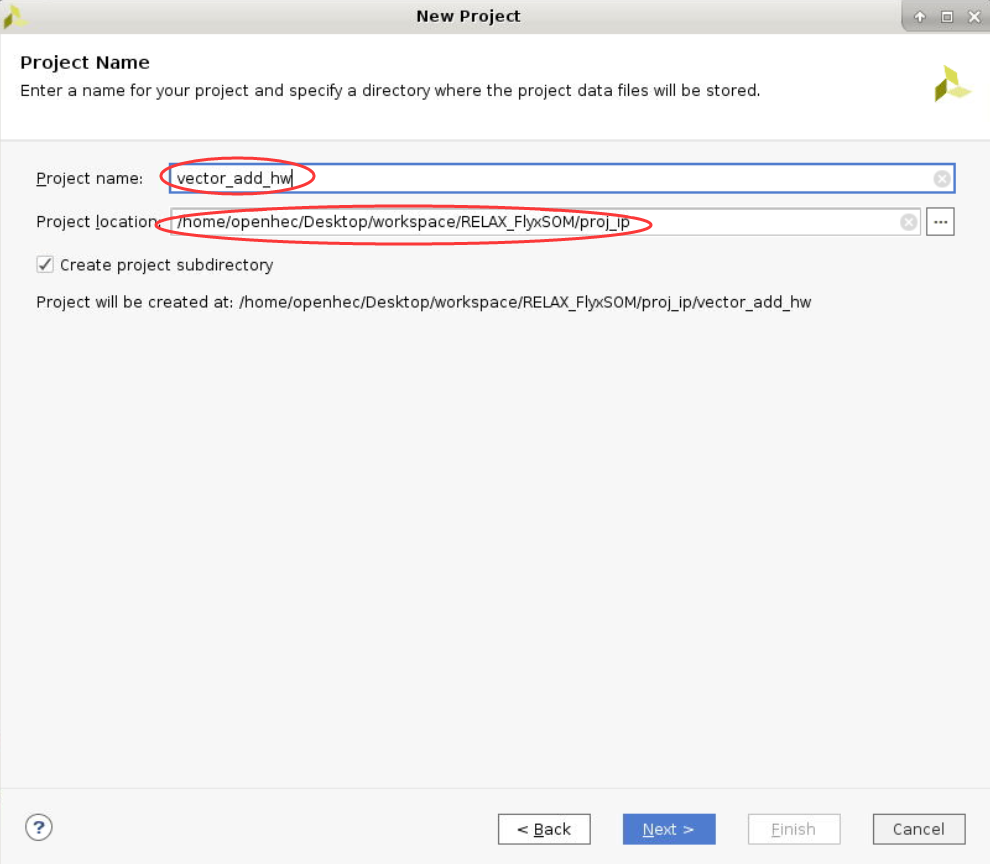 New Project
Project Name
Enter a name for your project and specify a directory where the project data files will be stored.
Project name: vector_add_hw
Project location: /home/openhec/Desktop/workspace/RELAX_FlyxSOM/proj_ip
Create project subdirectory
Project will be created at: /home/openhec/Desktop/workspace/RELAX_FlyxSOM/proj_ip/vector_add_hw
? < Back Next > Finish Cancel